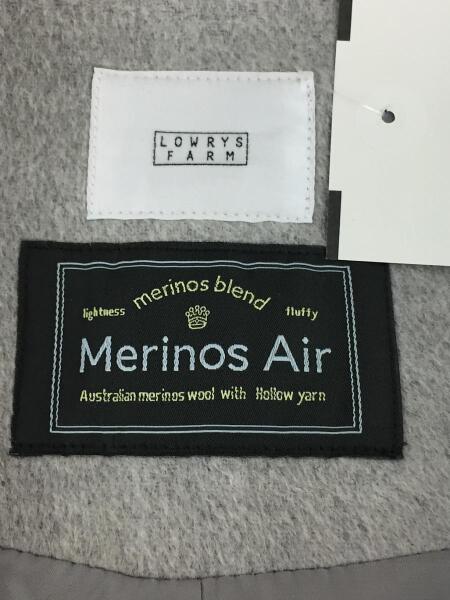 LOWRYS
FARM
merinos blend
lightness
fluffy
Merinos Air
Australian merinos wool with Hollow yarn